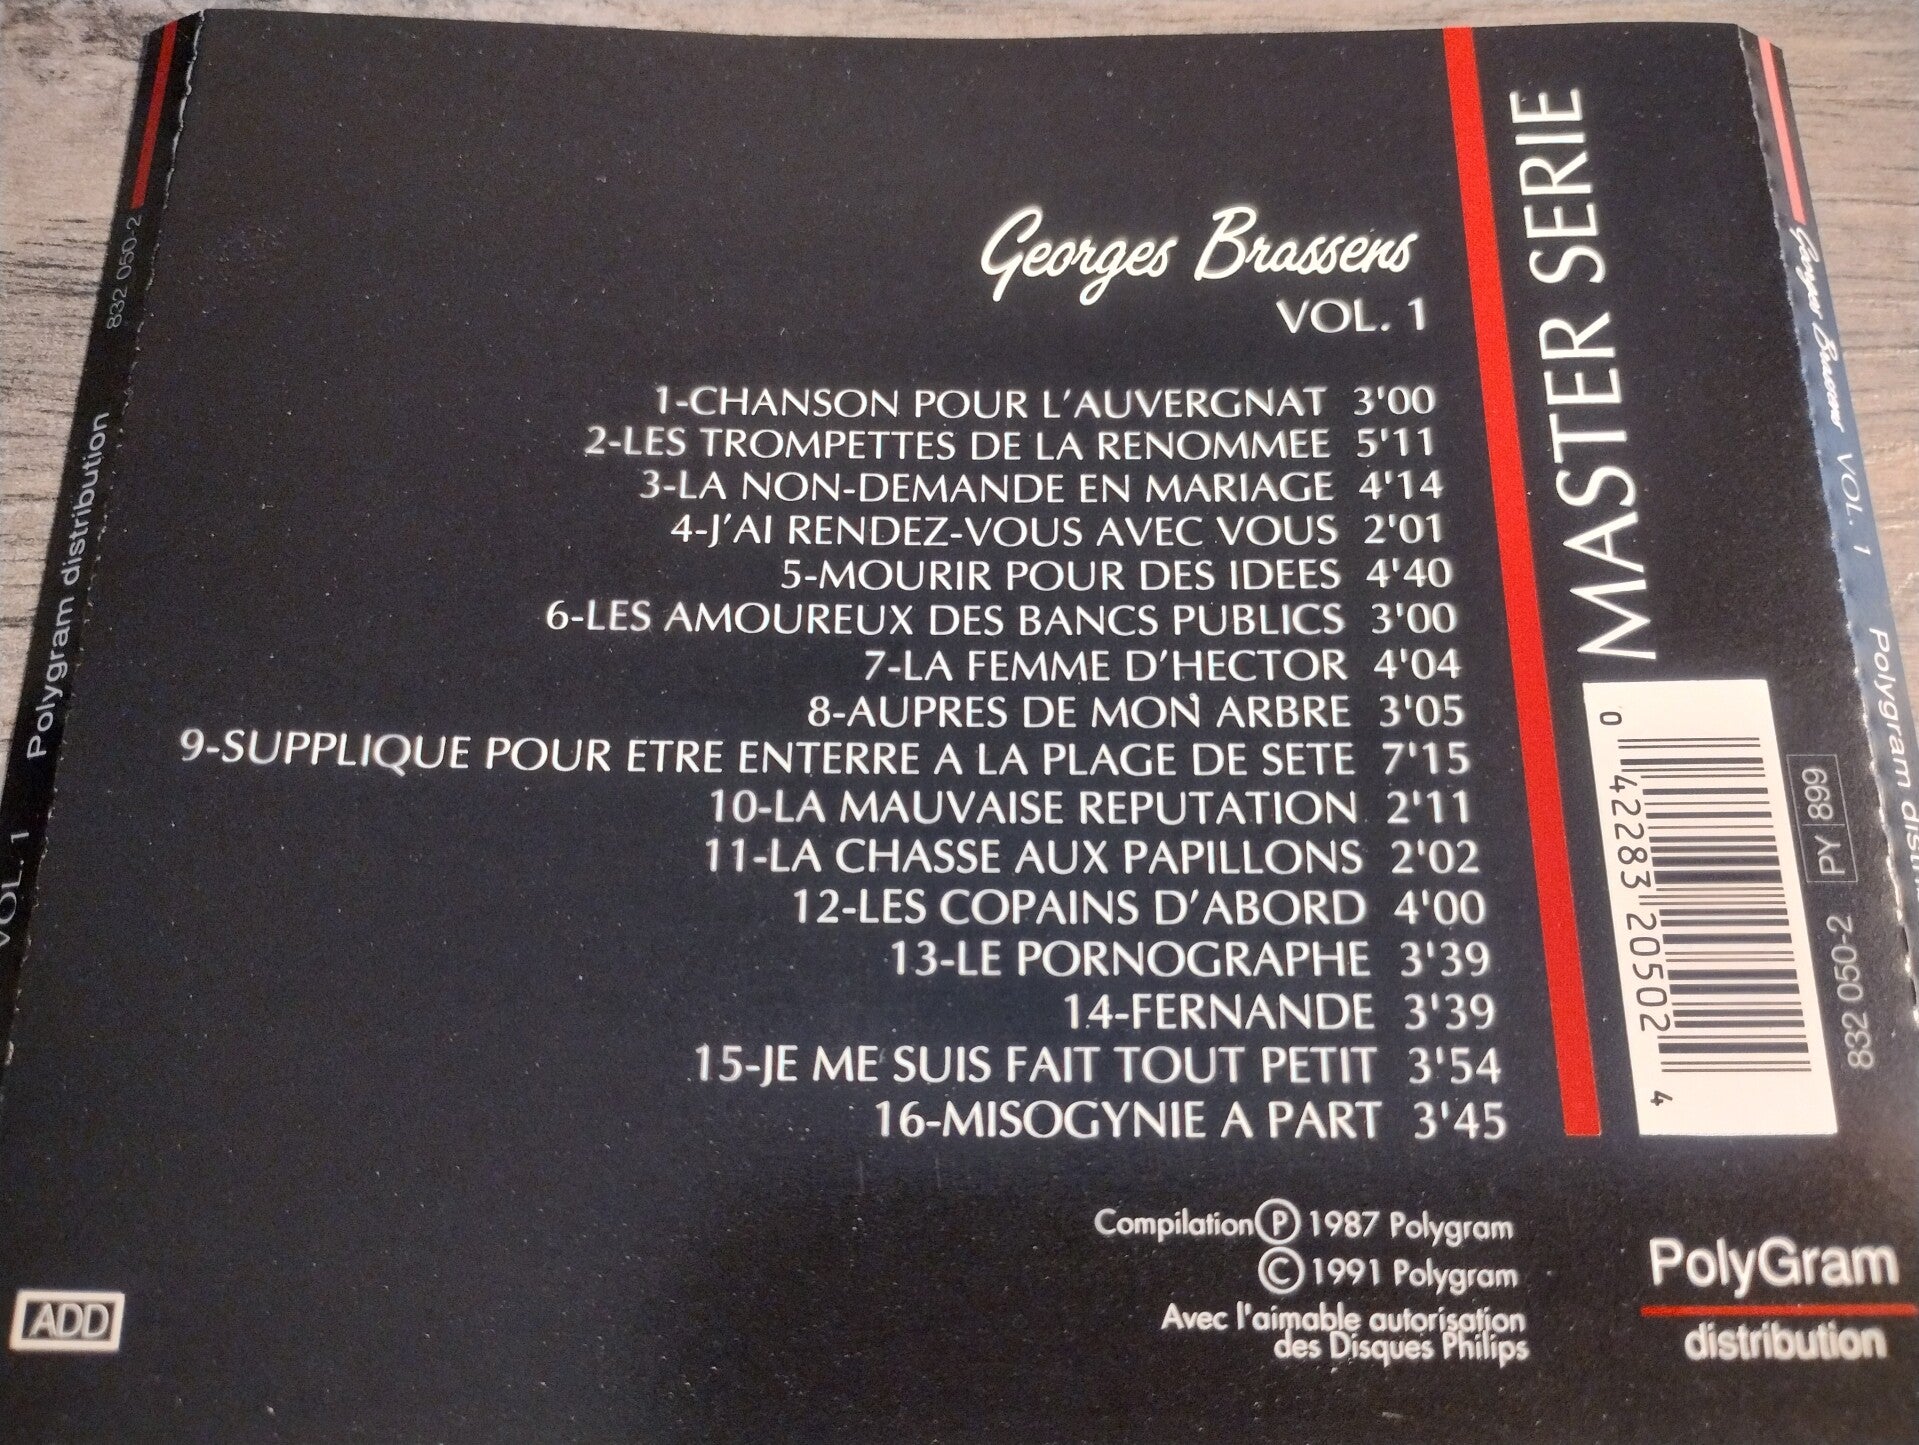 Georges Brassens
VOL. 1
1-CHANSON POUR L'AUVERGNAT 3'00
2-LES TROMPETTES DE LA RENOMMEE 5'11
3-LA NON-DEMANDE EN MARIAGE 4'14
4-J'AI RENDEZ-VOUS AVEC VOUS 2'01
5-MOURIR POUR DES IDEES 4'40
6-LES AMOUREUX DES BANCS PUBLICS 3'00
7-LA FEMME D'HECTOR 4'04
8-AUPRES DE MON ARBRE 3'05
9-SUPPLIQUE POUR ETRE ENTERRE A LA PLAGE DE SETE 7'15
10-LA MAUVAISE REPUTATION 2'11
11-LA CHASSE AUX PAPILLONS 2'02
12-LES COPAINS D'ABORD 4'00
13-LE PORNOGRAPHE 3'39
14-FERNANDE 3'39
15-JE ME SUIS FAIT TOUT PETIT 3'54
16-MISOGYNIE A PART 3'45
Compilation Ⓟ 1987 Polygram
© 1991 Polygram
Avec l'aimable autorisation
des Disques Philips
ADD
MASTER SERIE
0 42283 20502 4
PolyGram
distribution
PY 899
832 050-2
VOL. 1 Polygram distribution 832 050-2
Georges Brassens VOL. 1 Polygram